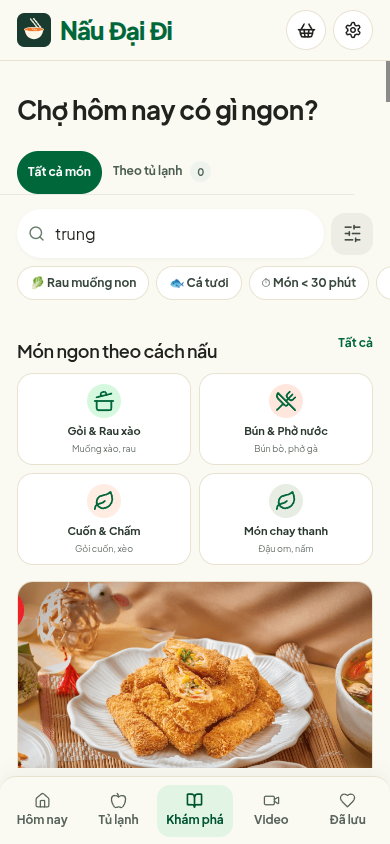 Nấu Đại Đi
Chợ hôm nay có gì ngon?
Tất cả món
Theo tủ lạnh 0
trung
Rau muống non
Cá tươi
Món < 30 phút
Món ngon theo cách nấu
Tất cả
Gỏi & Rau xào
Muống xào, rau
Bún & Phở nước
Bún bò, phở gà
Cuốn & Chấm
Gỏi cuốn, xèo
Món chay thanh
Đậu om, nấm
Hôm nay
Tủ lạnh
Khám phá
Video
Đã lưu